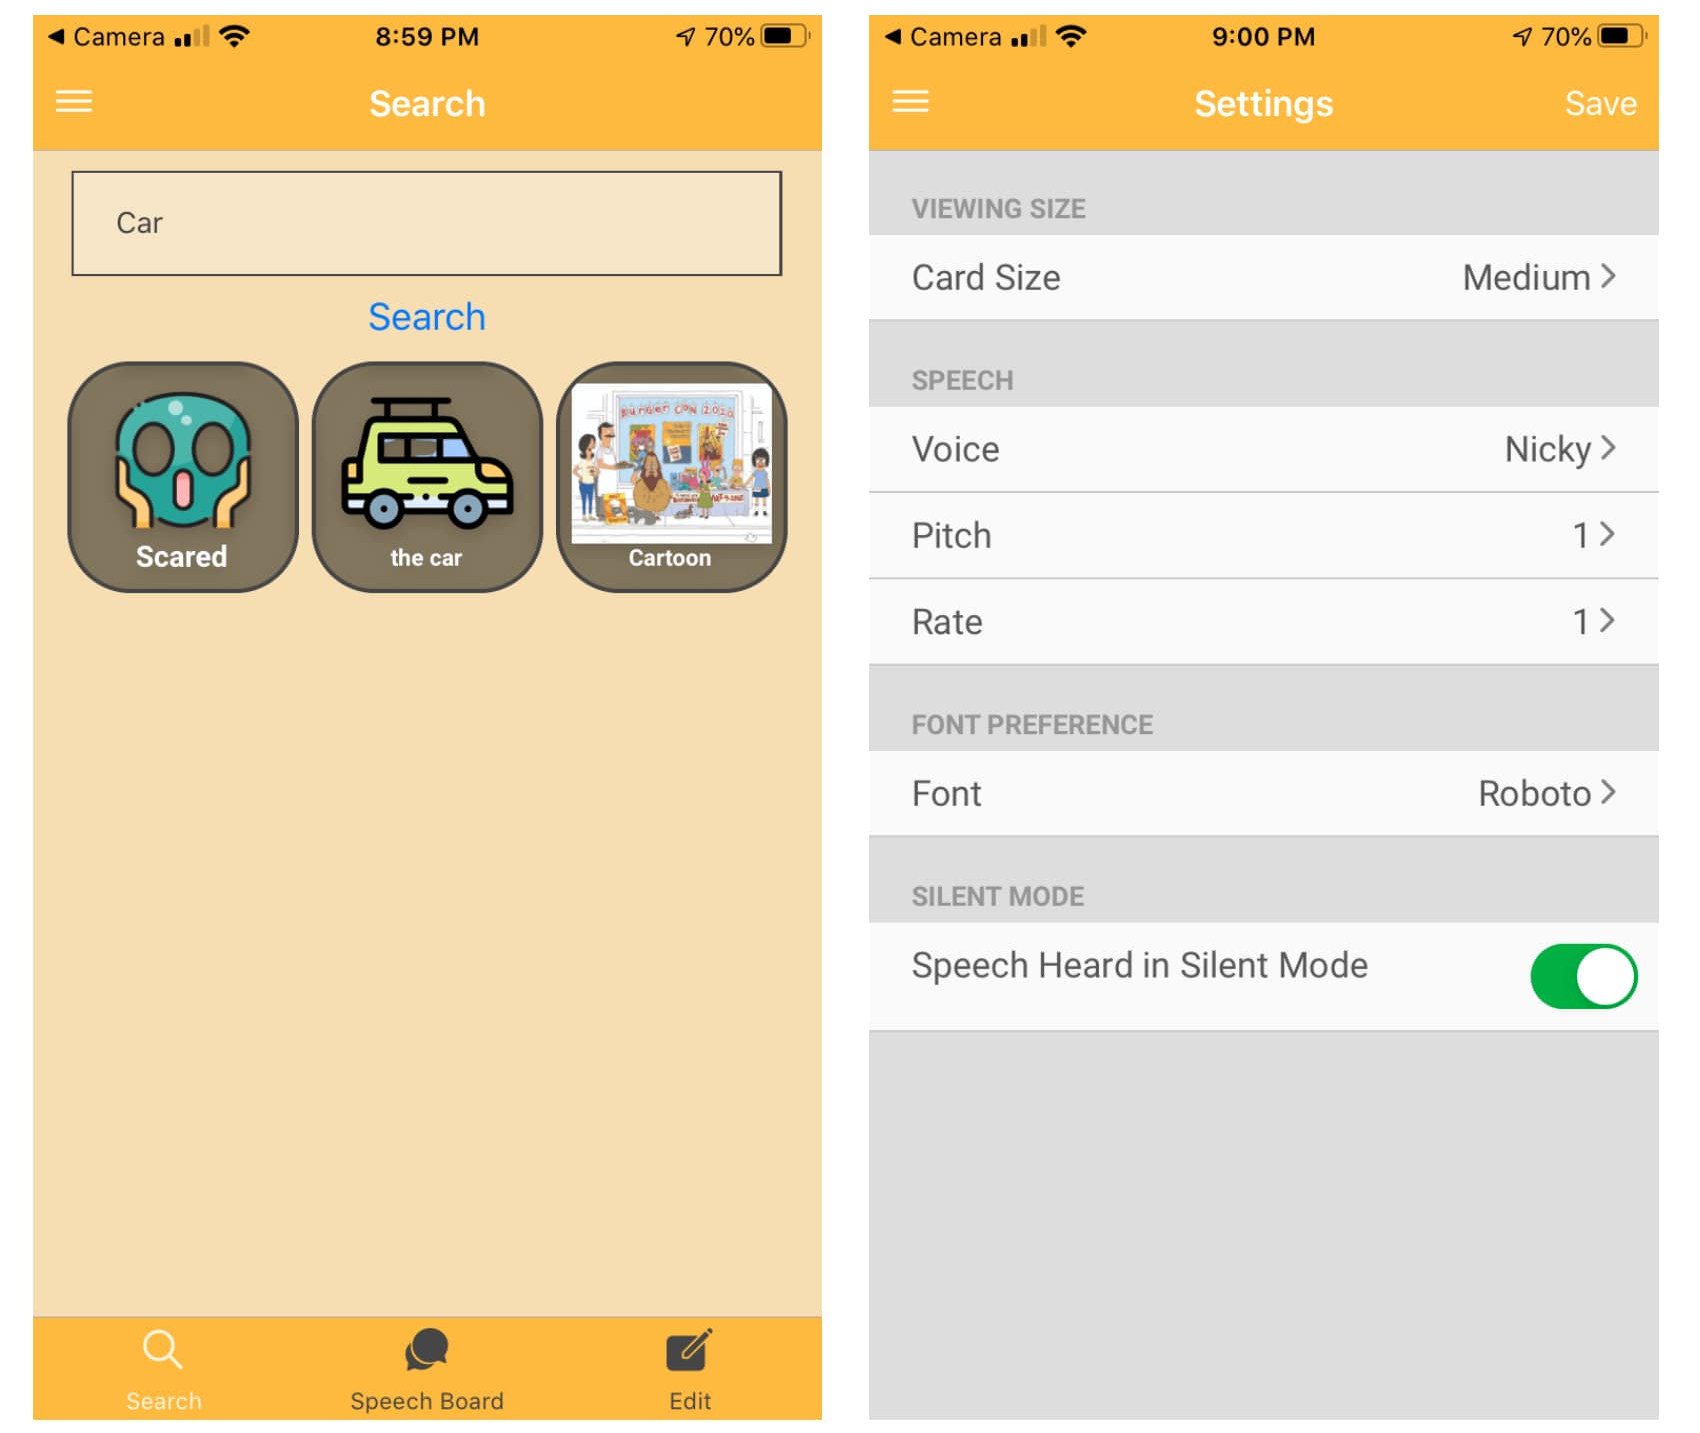 Camera
8:59 PM
70%
Search
Car
Search
BURGER CON 2020
Scared
the car
Cartoon
Search
Speech Board
Edit
Camera
9:00 PM
70%
Settings
Save
VIEWING SIZE
Card Size
Medium
SPEECH
Voice
Nicky
Pitch
1
Rate
1
FONT PREFERENCE
Font
Roboto
SILENT MODE
Speech Heard in Silent Mode